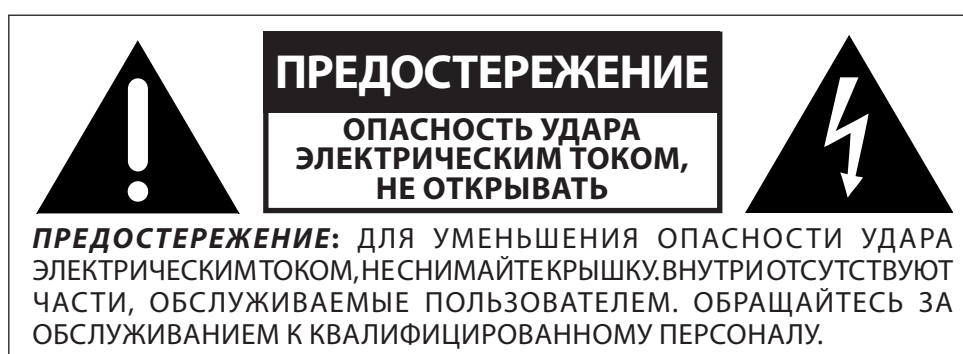 ПРЕДОСТЕРЕЖЕНИЕ
ОПАСНОСТЬ УДАРА
ЭЛЕКТРИЧЕСКИМ ТОКОМ,
НЕ ОТКРЫВАТЬ
ПРЕДОСТЕРЕЖЕНИЕ: ДЛЯ УМЕНЬШЕНИЯ ОПАСНОСТИ УДАРА
ЭЛЕКТРИЧЕСКИМ ТОКОМ, НЕ СНИМАЙТЕ КРЫШКУ. ВНУТРИ ОТСУТСТВУЮТ
ЧАСТИ, ОБСЛУЖИВАЕМЫЕ ПОЛЬЗОВАТЕЛЕМ. ОБРАЩАЙТЕСЬ ЗА
ОБСЛУЖИВАНИЕМ К КВАЛИФИЦИРОВАННОМУ ПЕРСОНАЛУ.